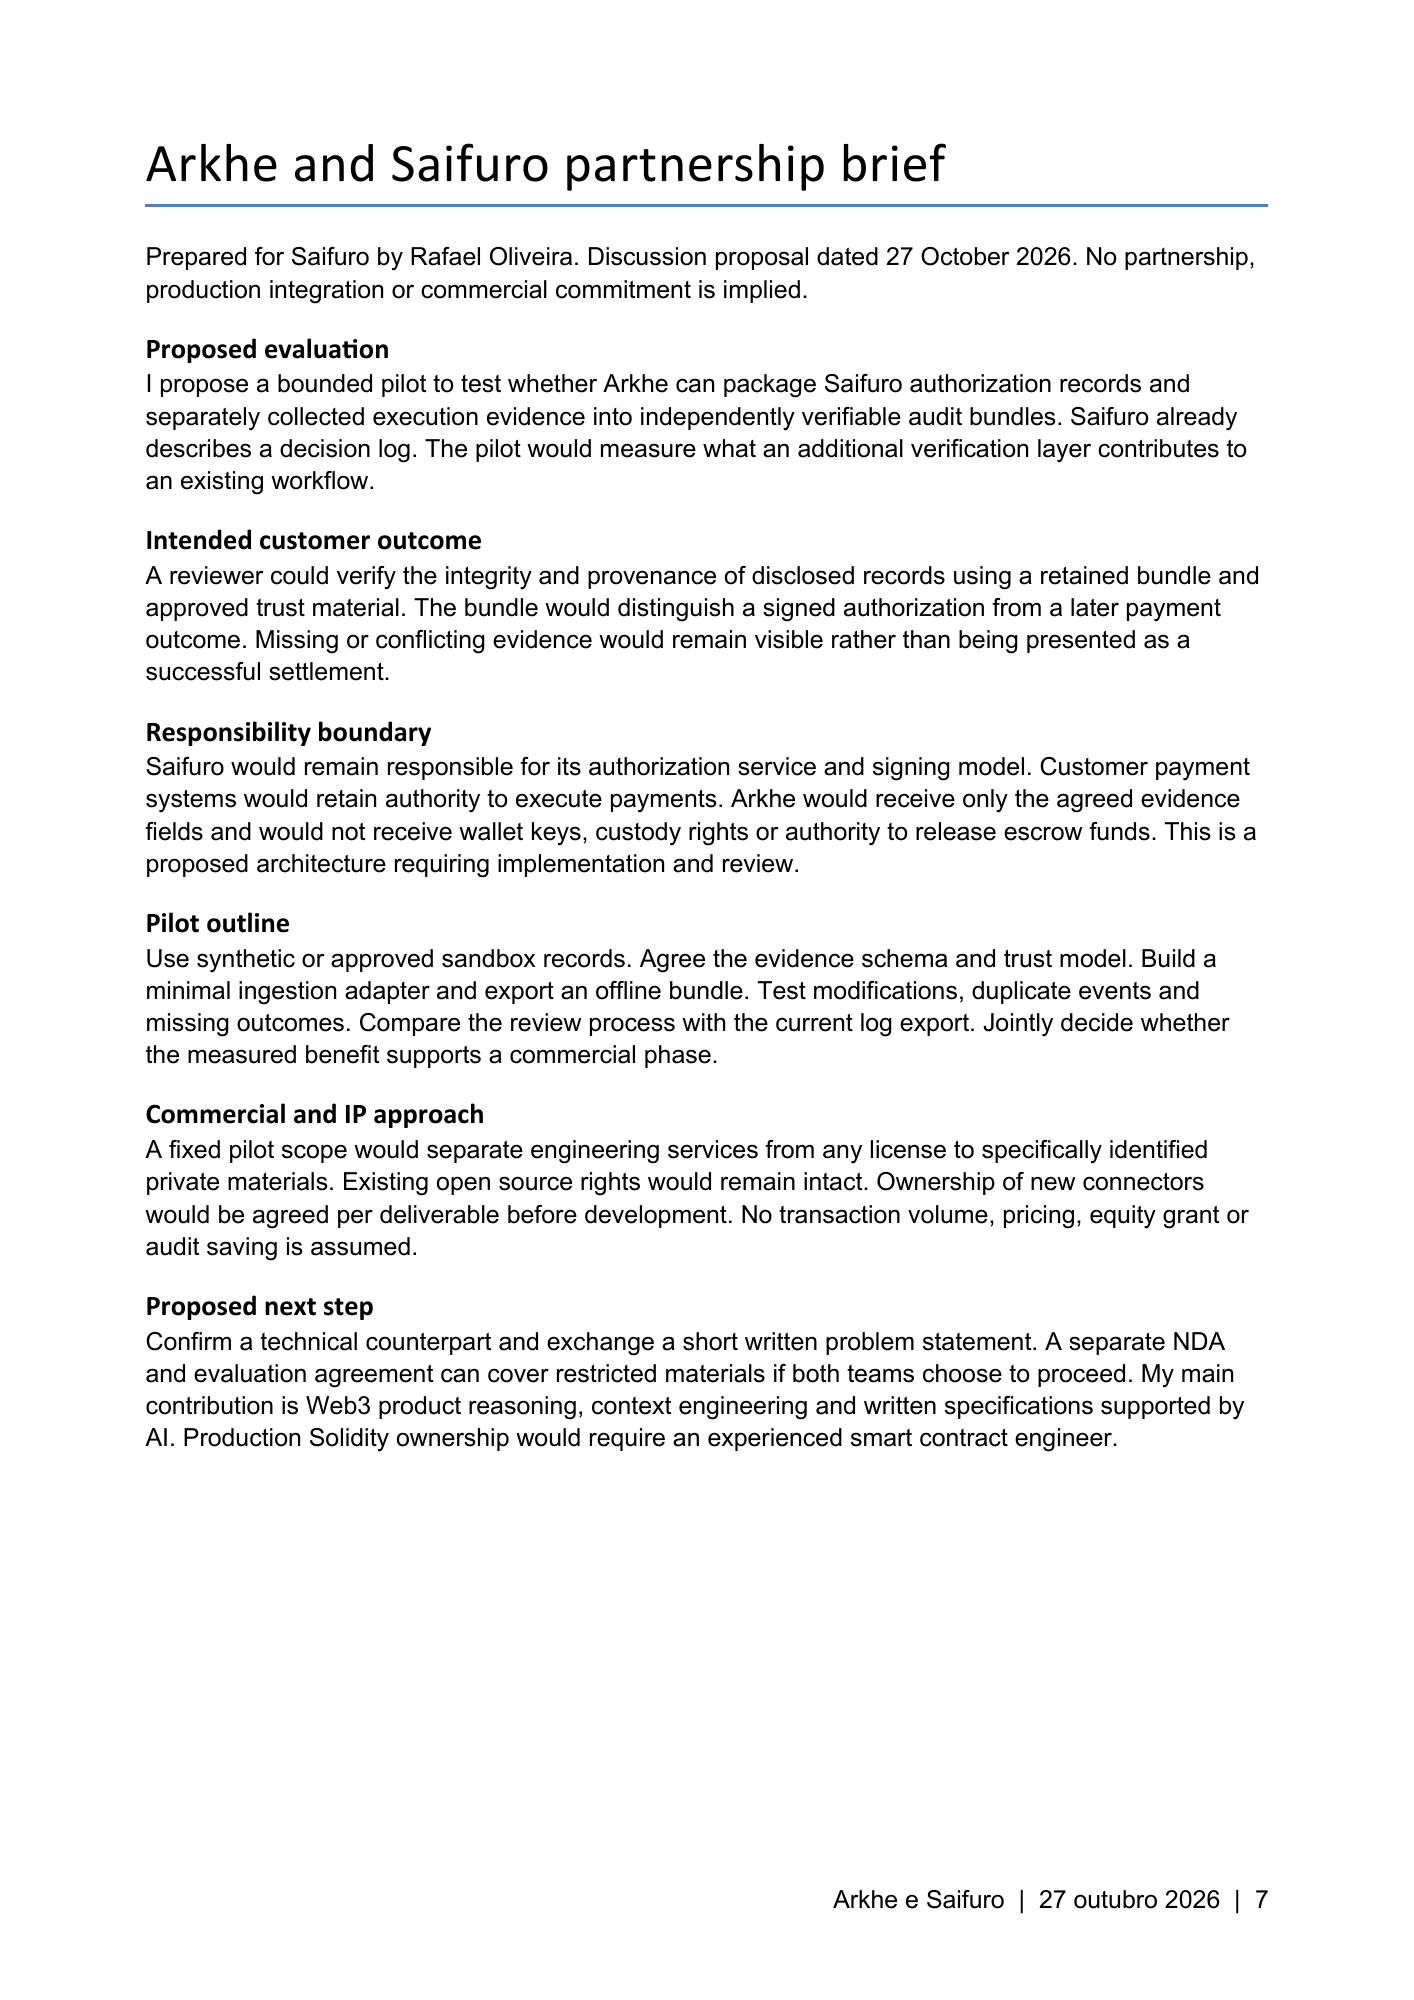 Arkhe and Saifuro partnership brief
Prepared for Saifuro by Rafael Oliveira. Discussion proposal dated 27 October 2026. No partnership,
production integration or commercial commitment is implied.
Proposed evaluation
I propose a bounded pilot to test whether Arkhe can package Saifuro authorization records and
separately collected execution evidence into independently verifiable audit bundles. Saifuro already
describes a decision log. The pilot would measure what an additional verification layer contributes to
an existing workflow.
Intended customer outcome
A reviewer could verify the integrity and provenance of disclosed records using a retained bundle and
approved trust material. The bundle would distinguish a signed authorization from a later payment
outcome. Missing or conflicting evidence would remain visible rather than being presented as a
successful settlement.
Responsibility boundary
Saifuro would remain responsible for its authorization service and signing model. Customer payment
systems would retain authority to execute payments. Arkhe would receive only the agreed evidence
fields and would not receive wallet keys, custody rights or authority to release escrow funds. This is a
proposed architecture requiring implementation and review.
Pilot outline
Use synthetic or approved sandbox records. Agree the evidence schema and trust model. Build a
minimal ingestion adapter and export an offline bundle. Test modifications, duplicate events and
missing outcomes. Compare the review process with the current log export. Jointly decide whether
the measured benefit supports a commercial phase.
Commercial and IP approach
A fixed pilot scope would separate engineering services from any license to specifically identified
private materials. Existing open source rights would remain intact. Ownership of new connectors
would be agreed per deliverable before development. No transaction volume, pricing, equity grant or
audit saving is assumed.
Proposed next step
Confirm a technical counterpart and exchange a short written problem statement. A separate NDA
and evaluation agreement can cover restricted materials if both teams choose to proceed. My main
contribution is Web3 product reasoning, context engineering and written specifications supported by
AI. Production Solidity ownership would require an experienced smart contract engineer.
Arkhe e Saifuro | 27 outubro 2026 | 7